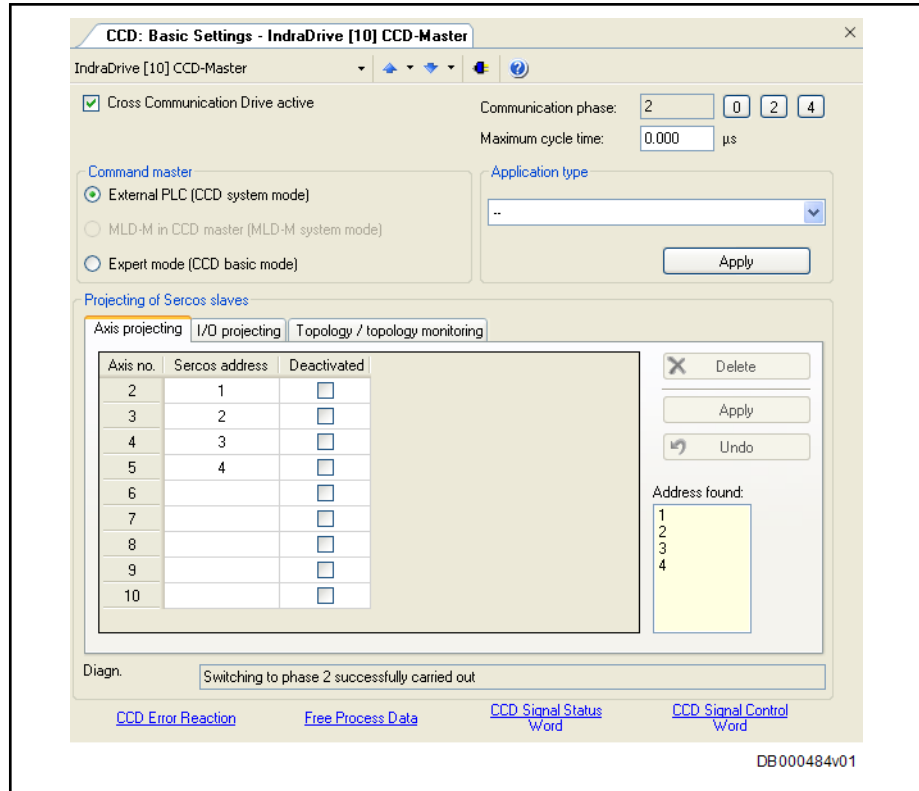 CCD: Basic Settings - IndraDrive [10] CCD-Master
IndraDrive [10] CCD-Master
Cross Communication Drive active
Communication phase: 2 0 2 4
Maximum cycle time: 0.000 µs
Command master
External PLC (CCD system mode)
MLD-M in CCD master (MLD-M system mode)
Expert mode (CCD basic mode)
Application type
--
Apply
Projecting of Sercos slaves
Axis projecting I/O projecting Topology / topology monitoring
Axis no. Sercos address Deactivated
2 1
3 2
4 3
5 4
6
7
8
9
10
Delete
Apply
Undo
Address found:
1
2
3
4
Diagn. Switching to phase 2 successfully carried out
CCD Error Reaction Free Process Data CCD Signal Status Word CCD Signal Control Word
DB000484v01